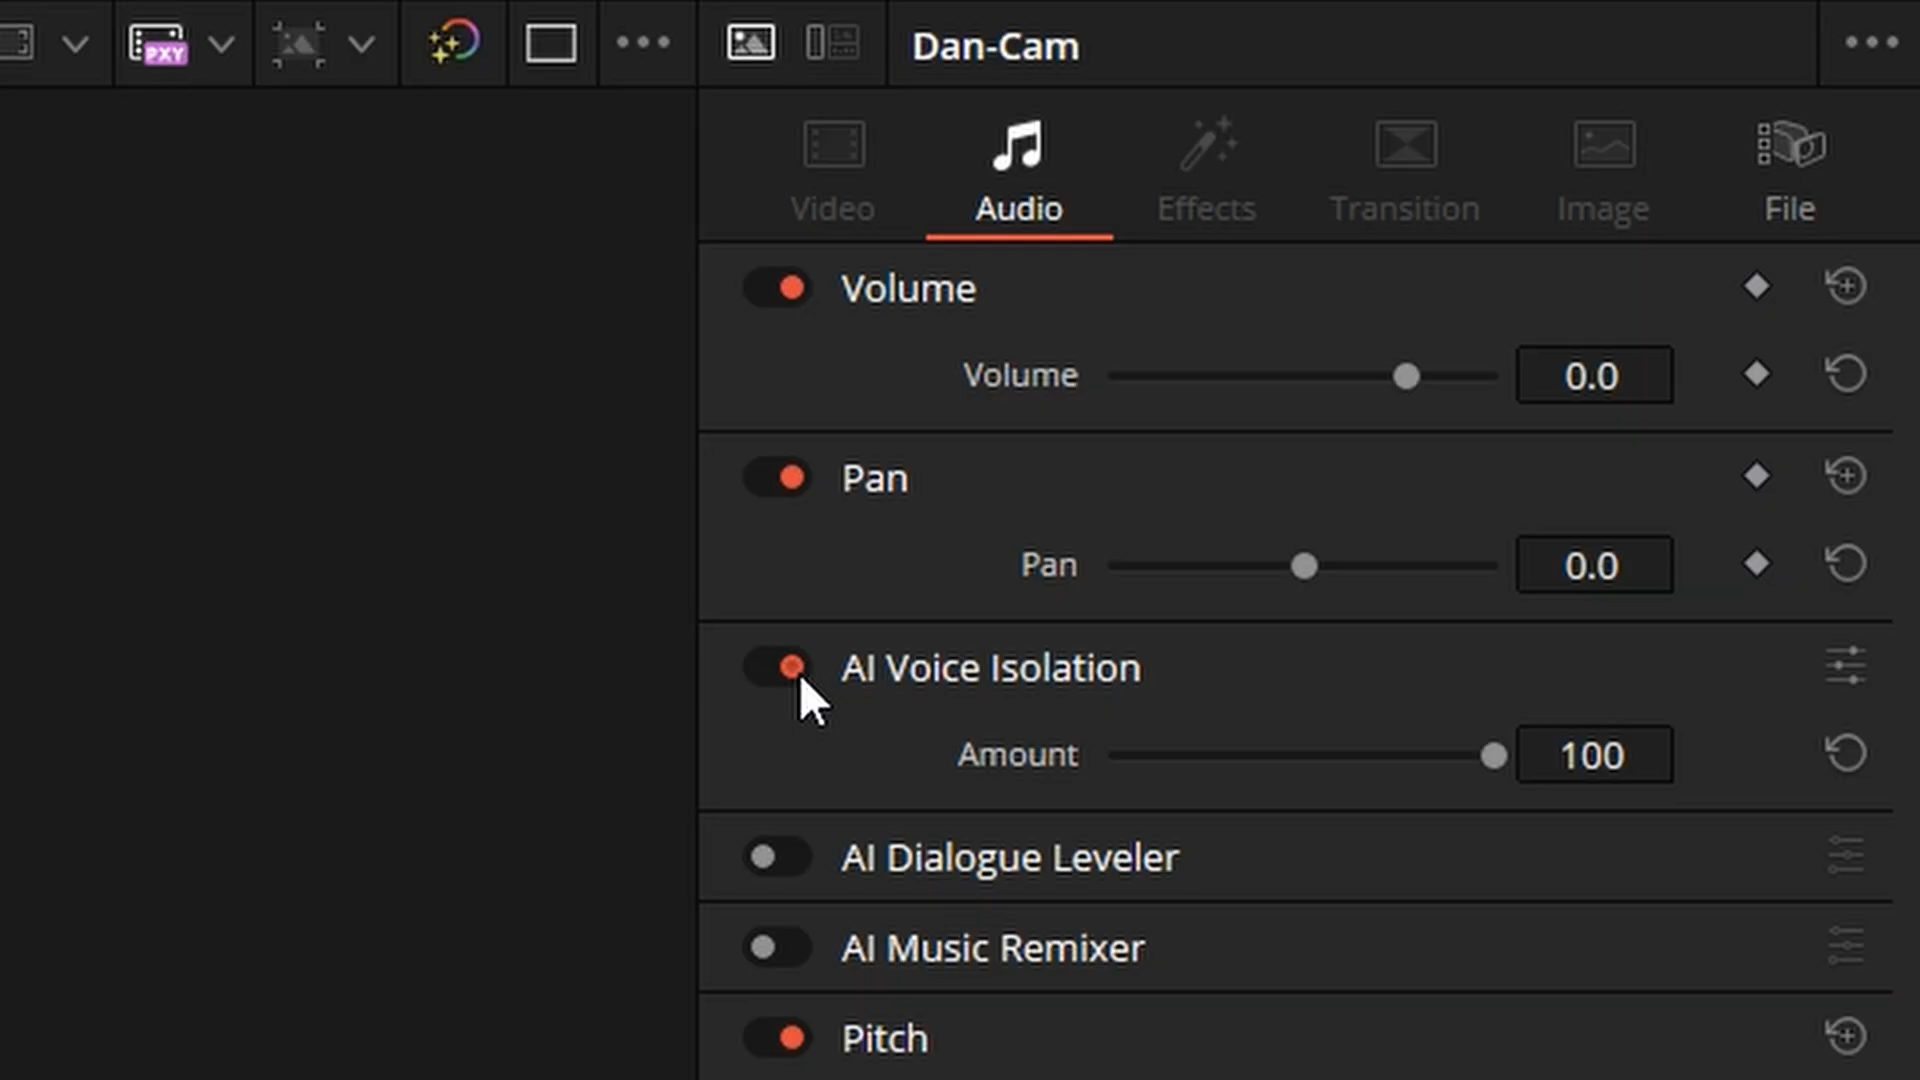 PXY
Dan-Cam
Video Audio Effects Transition Image File
Volume
Volume 0.0
Pan
Pan 0.0
AI Voice Isolation
Amount 100
AI Dialogue Leveler
AI Music Remixer
Pitch